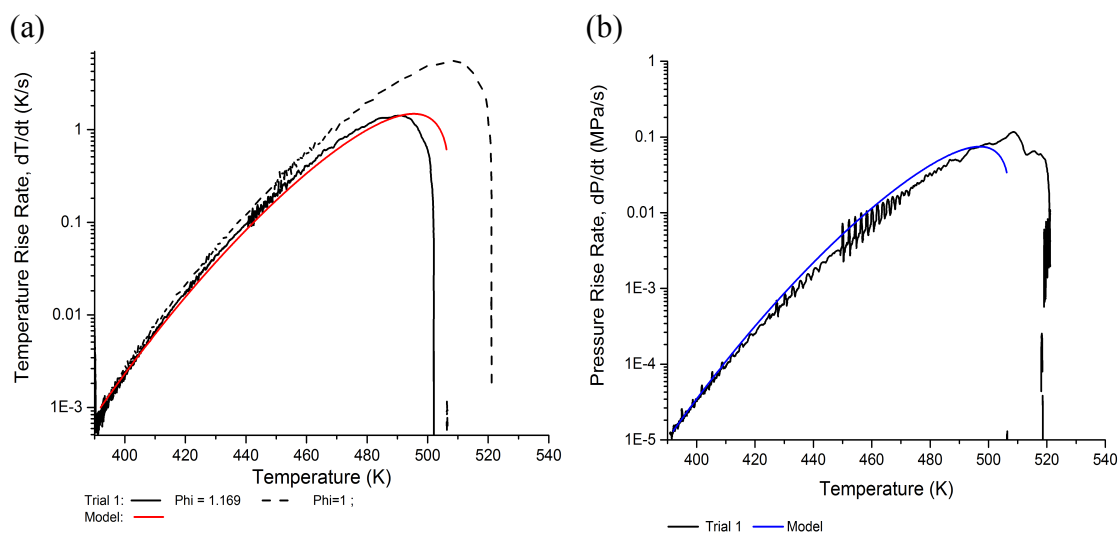 (a)
Temperature Rise Rate, dT/dt (K/s)
1
0.1
0.01
1E-3
400 420 440 460 480 500 520 540
Temperature (K)
Trial 1: Phi = 1.169 Phi=1 ;
Model:
(b)
Pressure Rise Rate, dP/dt (MPa/s)
1
0.1
0.01
1E-3
1E-4
1E-5
400 420 440 460 480 500 520 540
Temperature (K)
Trial 1 Model